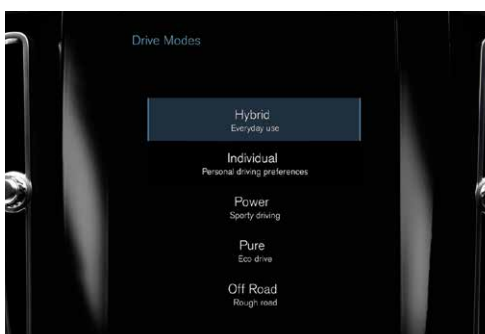 Drive Modes
Hybrid
Everyday use
Individual
Personal driving preferences
Power
Sporty driving
Pure
Eco drive
Off Road
Rough road